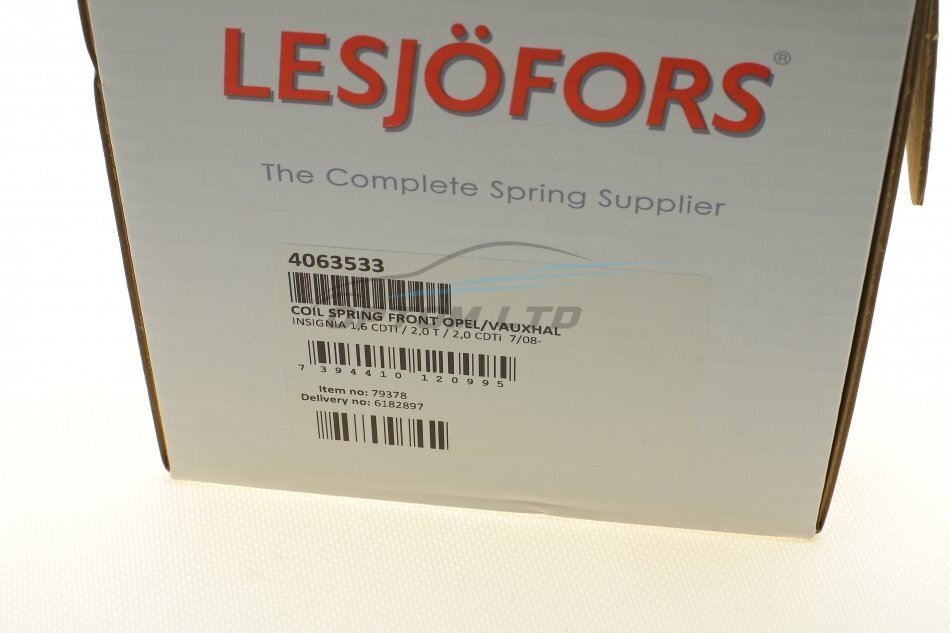 LESJÖFORS®
The Complete Spring Supplier
4063533
COIL SPRING FRONT OPEL/VAUXHAL
INSIGNIA 1,6 CDTi / 2,0 T / 2,0 CDTi 7/08-
7 394410 120995
Item no: 79378
Delivery no: 6182897